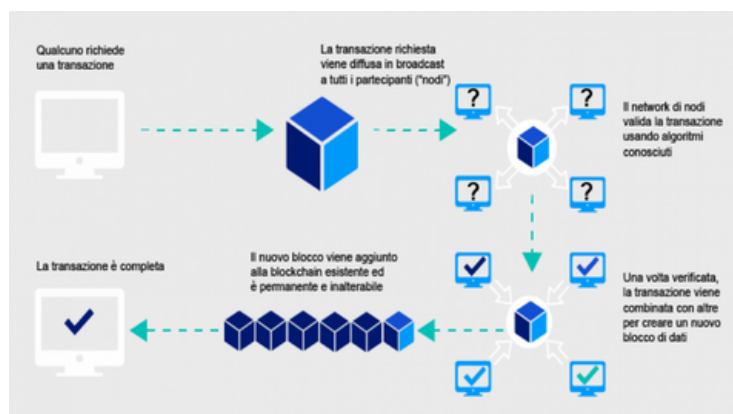 Qualcuno richiede
una transazione
La transazione richiesta
viene diffusa in broadcast
a tutti i partecipanti ("nodi")
?
?
Il network di nodi
valida la transazione
usando algoritmi
conosciuti
?
?
La transazione è completa
Il nuovo blocco viene aggiunto
alla blockchain esistente ed
è permanente e inalterabile
Una volta verificata,
la transazione viene
combinata con altre
per creare un nuovo
blocco di dati